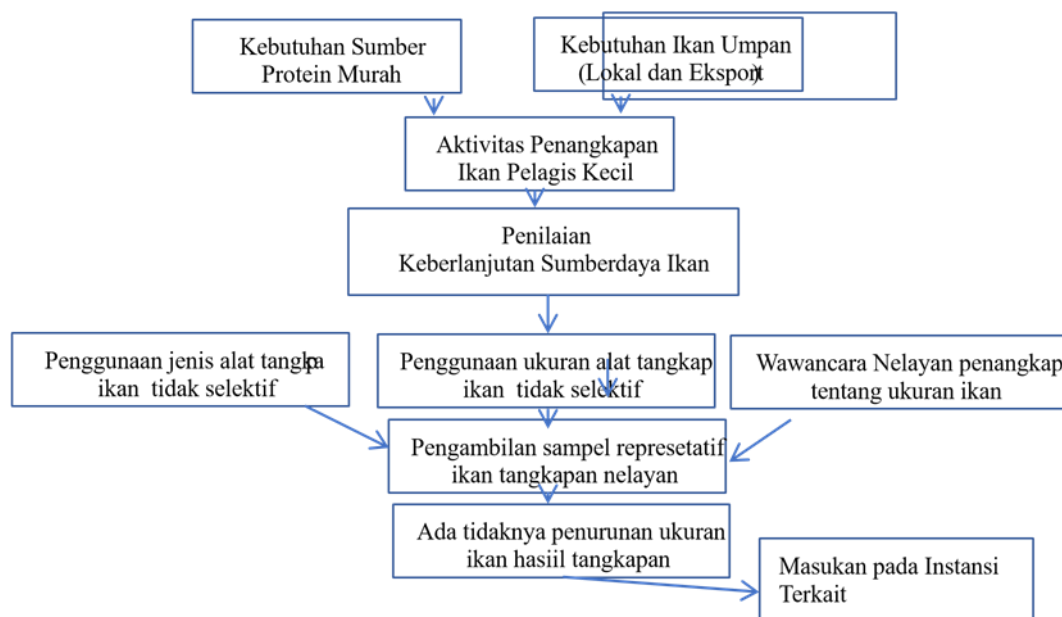 Kebutuhan Sumber
Protein Murah
Kebutuhan Ikan Umpan
(Lokal dan Eksport)
Aktivitas Penangkapan
Ikan Pelagis Kecil
Penilaian
Keberlanjutan Sumberdaya Ikan
Penggunaan jenis alat tangkap
ikan tidak selektif
Penggunaan ukuran alat tangkap
ikan tidak selektif
Wawancara Nelayan penangkap
tentang ukuran ikan
Pengambilan sampel represetatif
ikan tangkapan nelayan
Ada tidaknya penurunan ukuran
ikan hasiil tangkapan
Masukan pada Instansi
Terkait